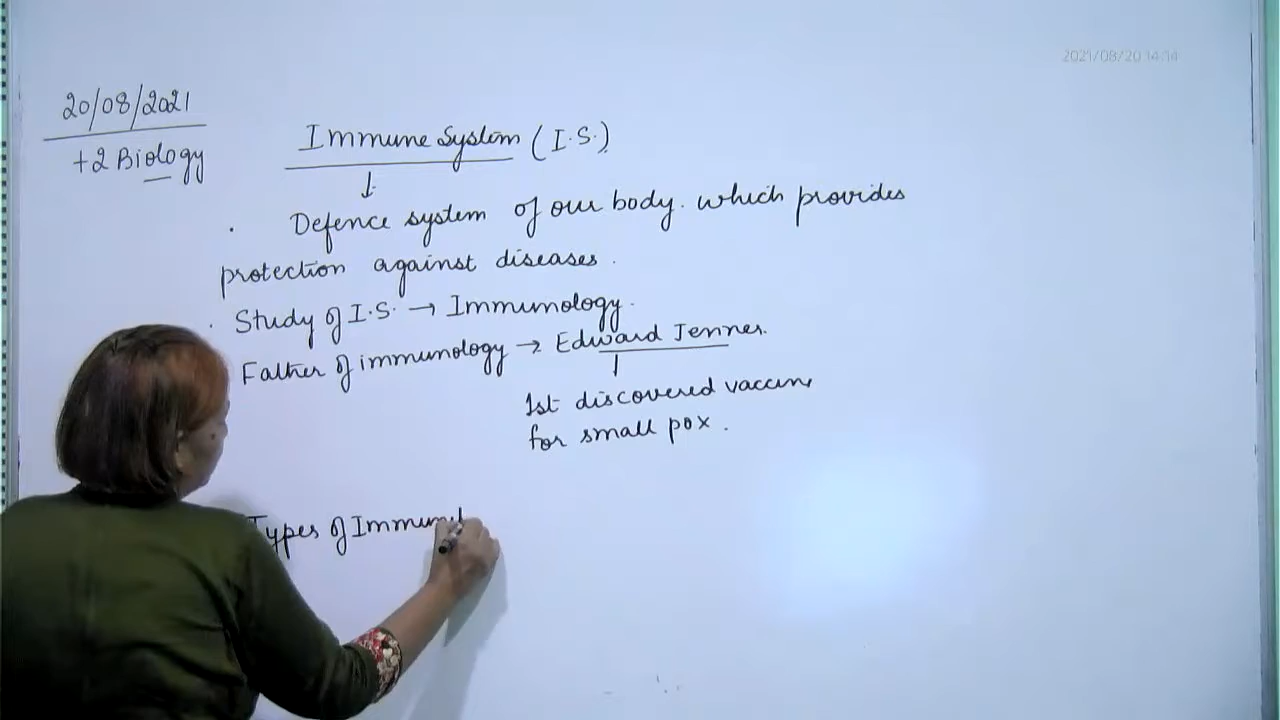 2021/08/20 14:14
20/08/2021
+2 Biology
Immune System (I.S.)
↓
. Defence system of our body. which provides
protection against diseases.
. Study of I.S. → Immunology.
Father of immunology → Edward Jenner.
1st discovered vaccine
for small pox.
Types of